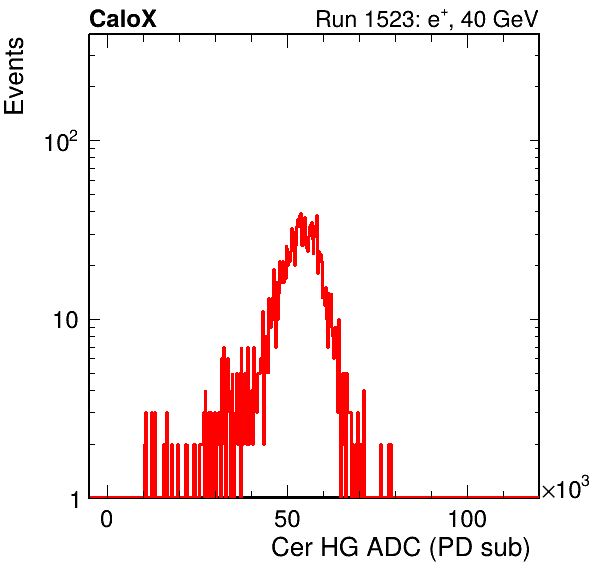 CaloX Run 1523: e⁺, 40 GeV
Events
10²
10
1
0 50 100 ×10³
Cer HG ADC (PD sub)